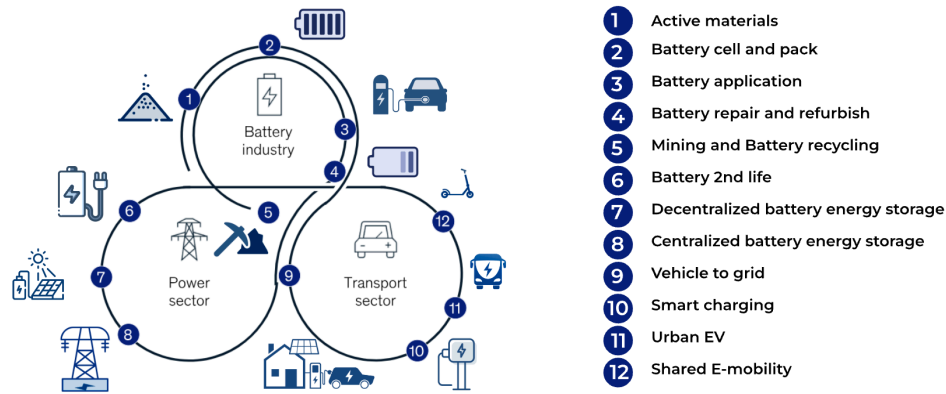 2
1
Battery
industry
3
4
5
6
12
7
Power
sector
9
Transport
sector
11
8
10
1 Active materials
2 Battery cell and pack
3 Battery application
4 Battery repair and refurbish
5 Mining and Battery recycling
6 Battery 2nd life
7 Decentralized battery energy storage
8 Centralized battery energy storage
9 Vehicle to grid
10 Smart charging
11 Urban EV
12 Shared E-mobility